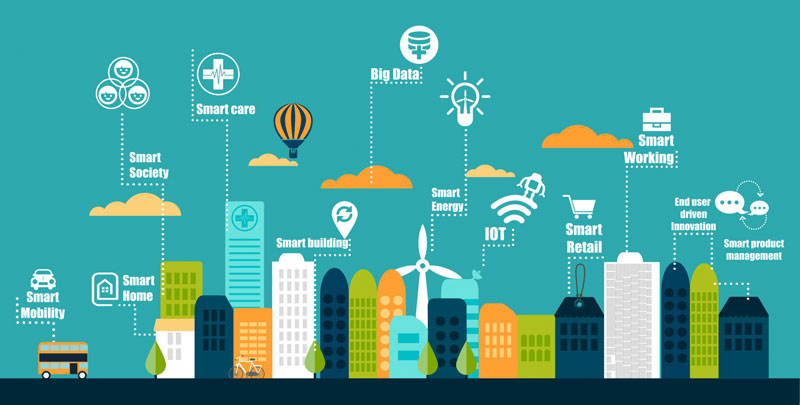 Big Data
Smart care
Smart
Society
Smart
Working
Smart
Energy
IOT
Smart building
Smart
Retail
End user
driven
Innovation
Smart product
management
Smart
Home
Smart
Mobility